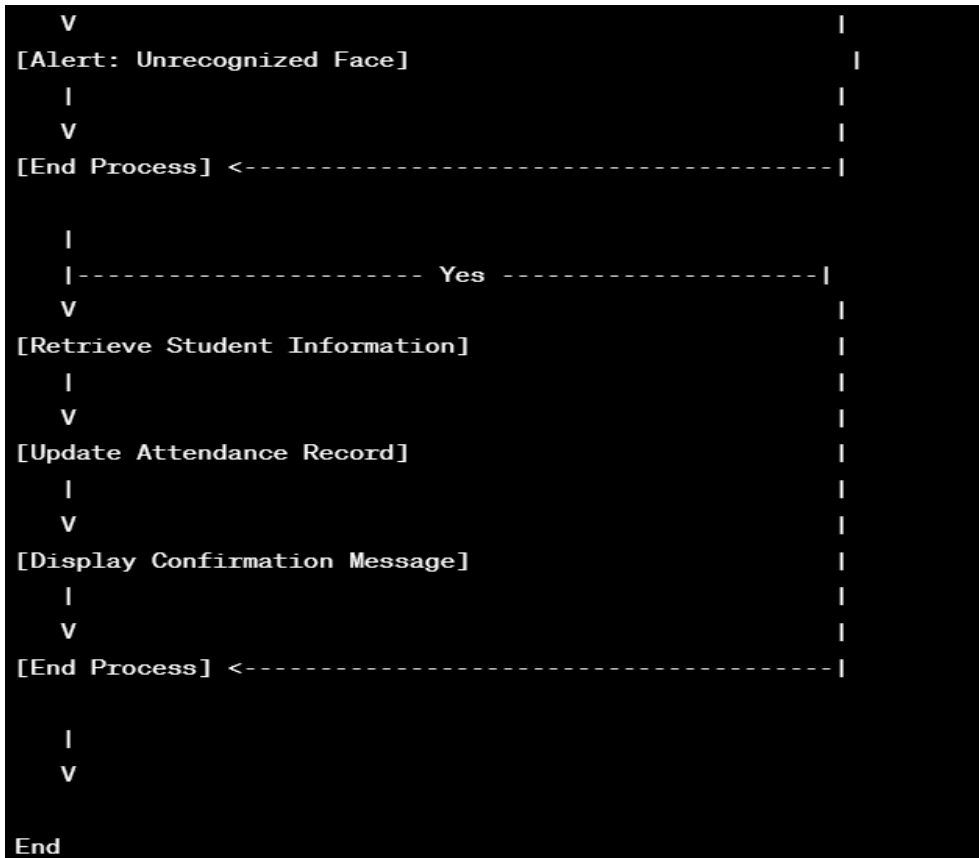 V                                                   |
[Alert: Unrecognized Face]                              |
   |                                                   |
   V                                                   |
[End Process] <---------------------------------------|

   |
   |----------------------- Yes ---------------------|
   V                                                   |
[Retrieve Student Information]                         |
   |                                                   |
   V                                                   |
[Update Attendance Record]                             |
   |                                                   |
   V                                                   |
[Display Confirmation Message]                         |
   |                                                   |
   V                                                   |
[End Process] <---------------------------------------|

   |
   V

End